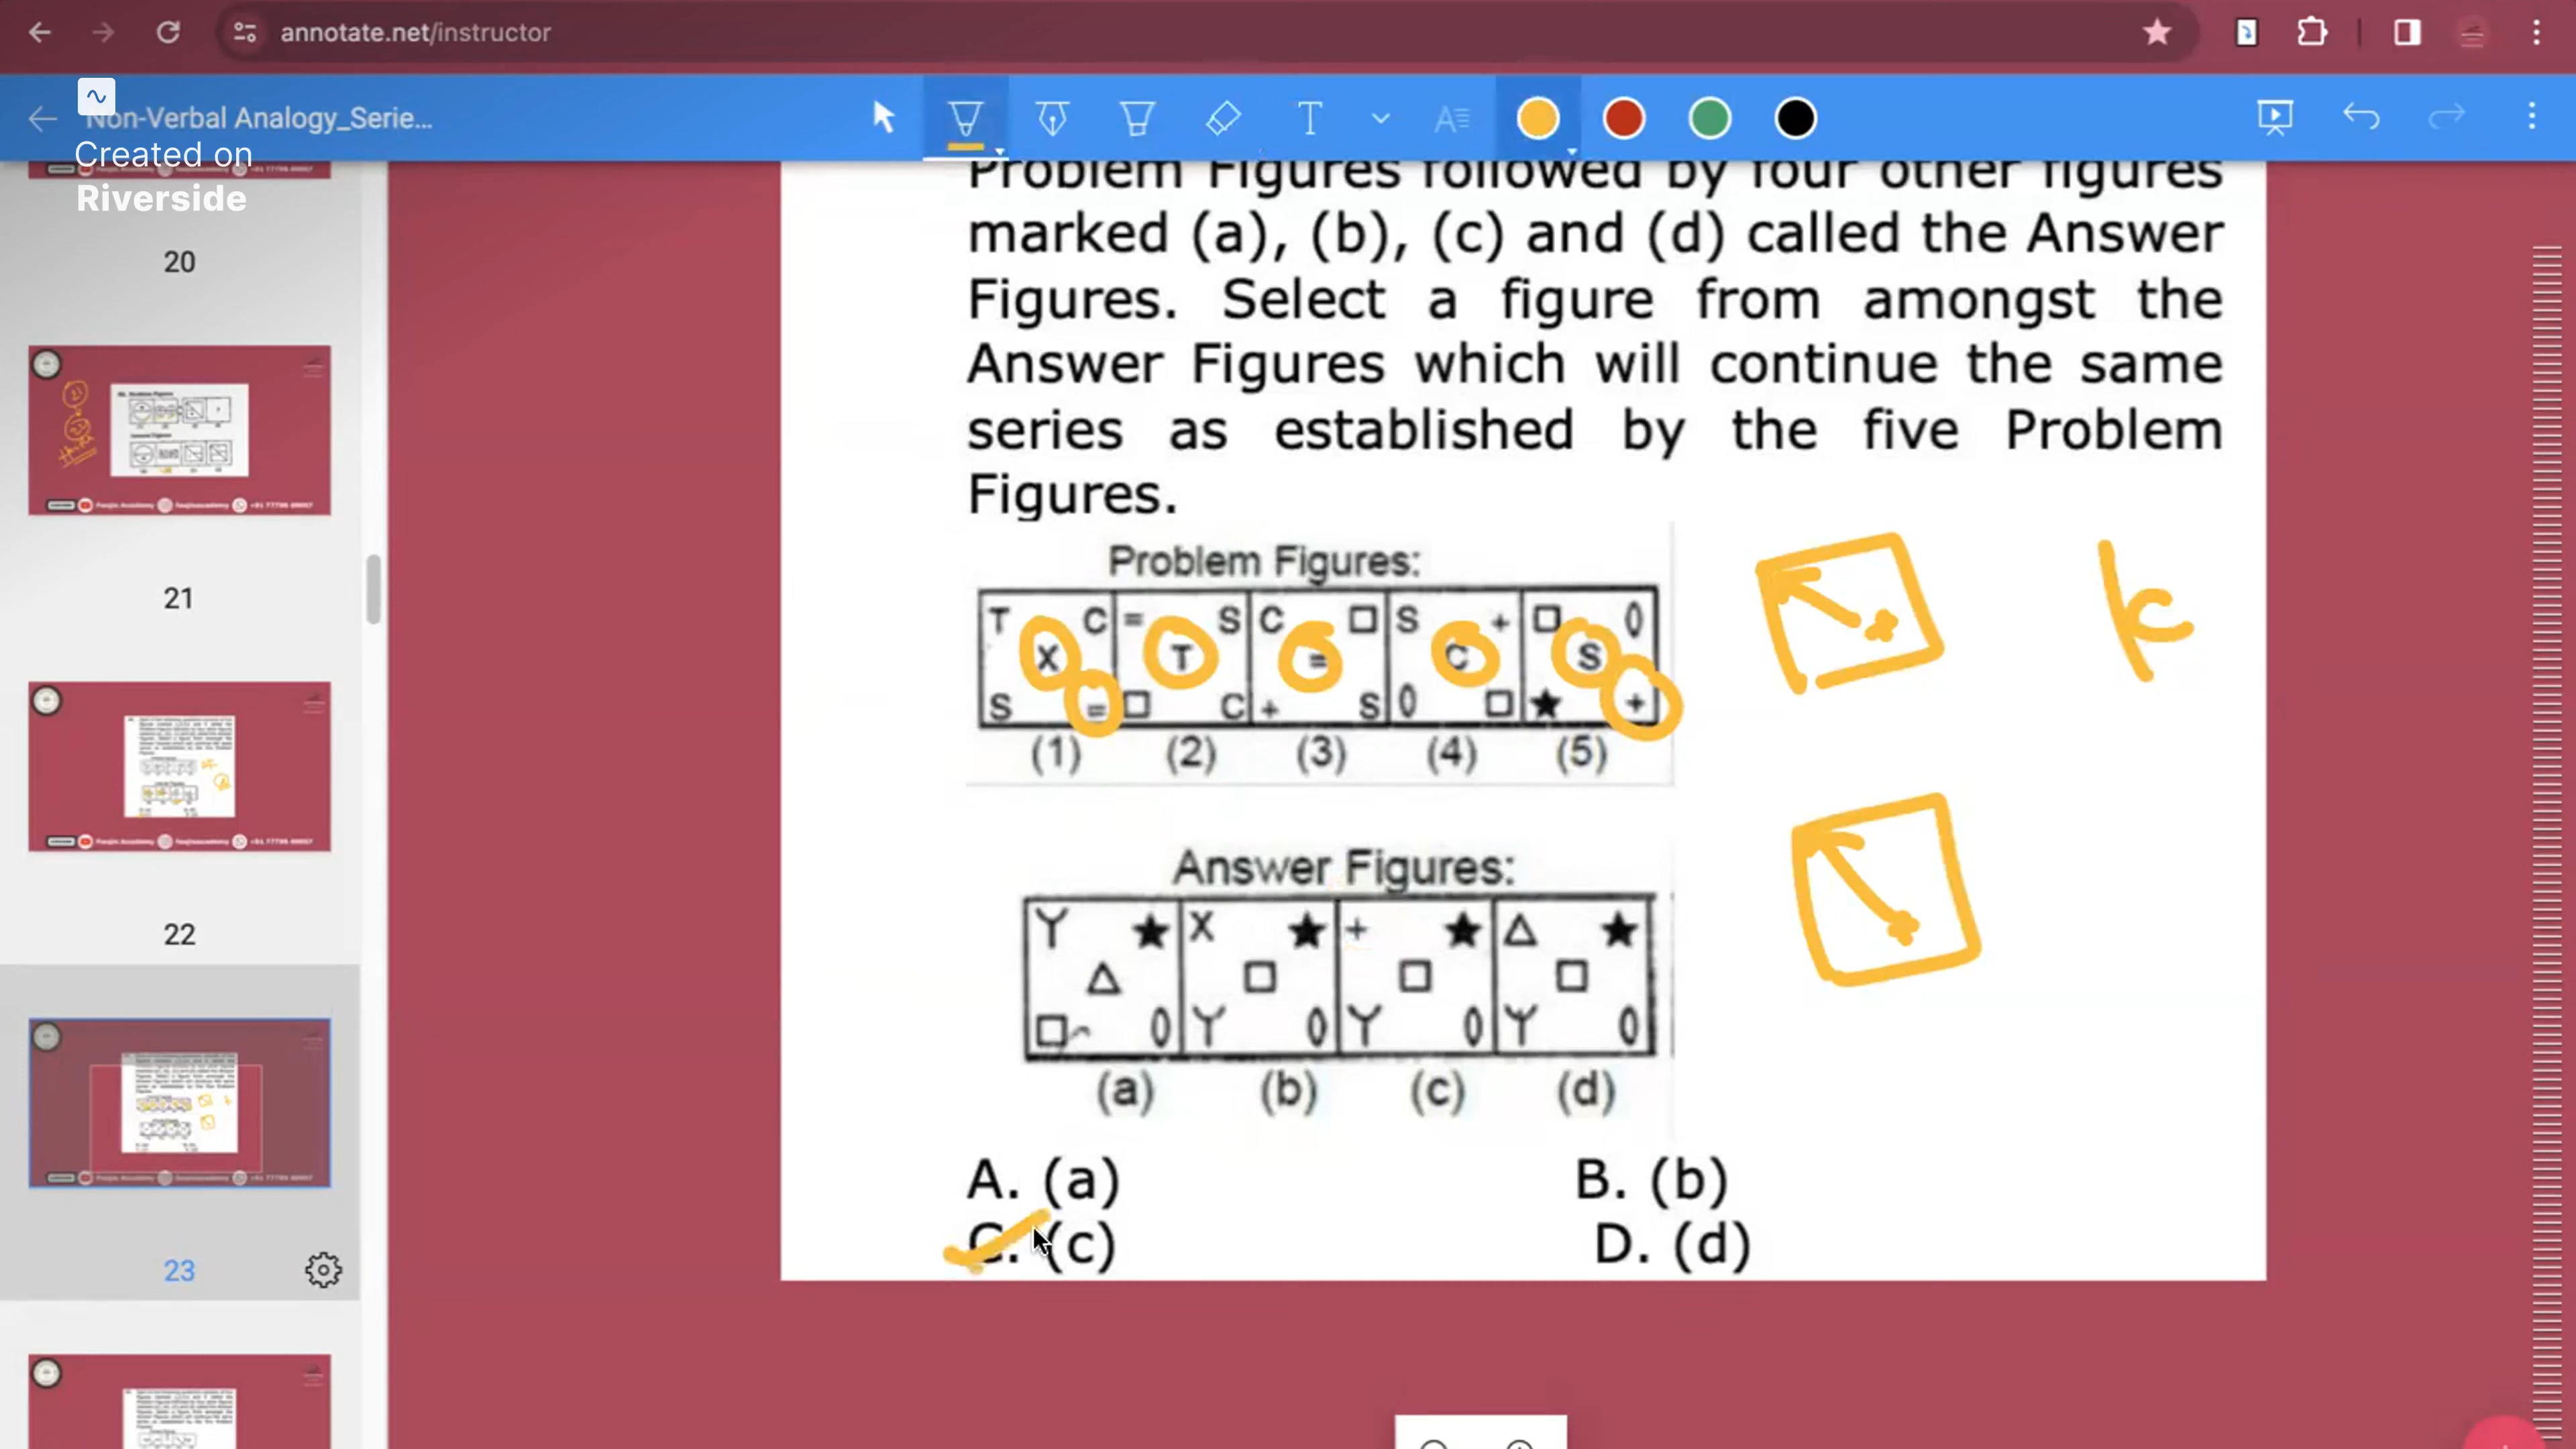 annotate.net/instructor
Non-Verbal Analogy_Serie...
Created on
Riverside
20
21
22
23
Problem Figures followed by four other figures
marked (a), (b), (c) and (d) called the Answer
Figures. Select a figure from amongst the
Answer Figures which will continue the same
series as established by the five Problem
Figures.
Problem Figures:
T C = S C □ S + □ 0
X T = C S
S = □ C + S 0 □ ★ +
(1) (2) (3) (4) (5)
k
Answer Figures:
Y ★ X ★ + ★ △ ★
△ □ □ □
□ 0 Y 0 Y 0 Y 0
(a) (b) (c) (d)
A. (a) B. (b)
C. (c) D. (d)